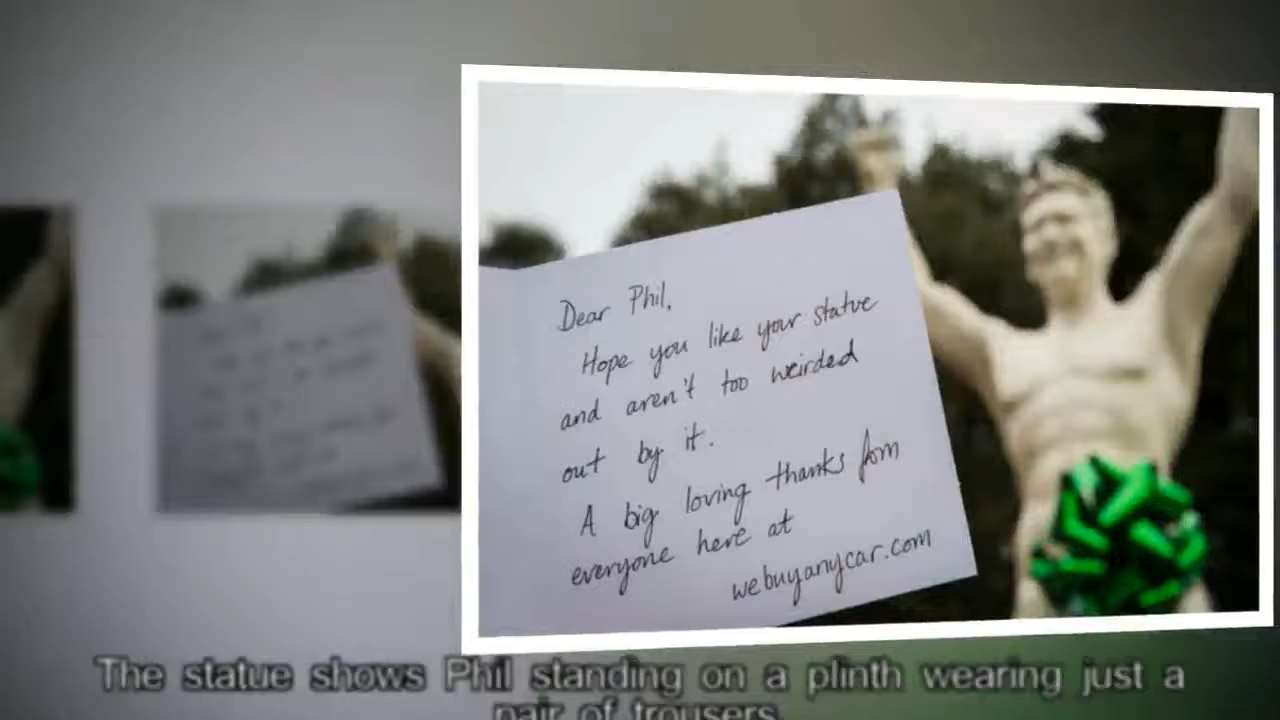 Dear Phil,
Hope you like your statue
and aren't too weirded
out by it.
A big loving thanks from
everyone here at
webuyanycar.com
The statue shows Phil standing on a plinth wearing just a
pair of trousers